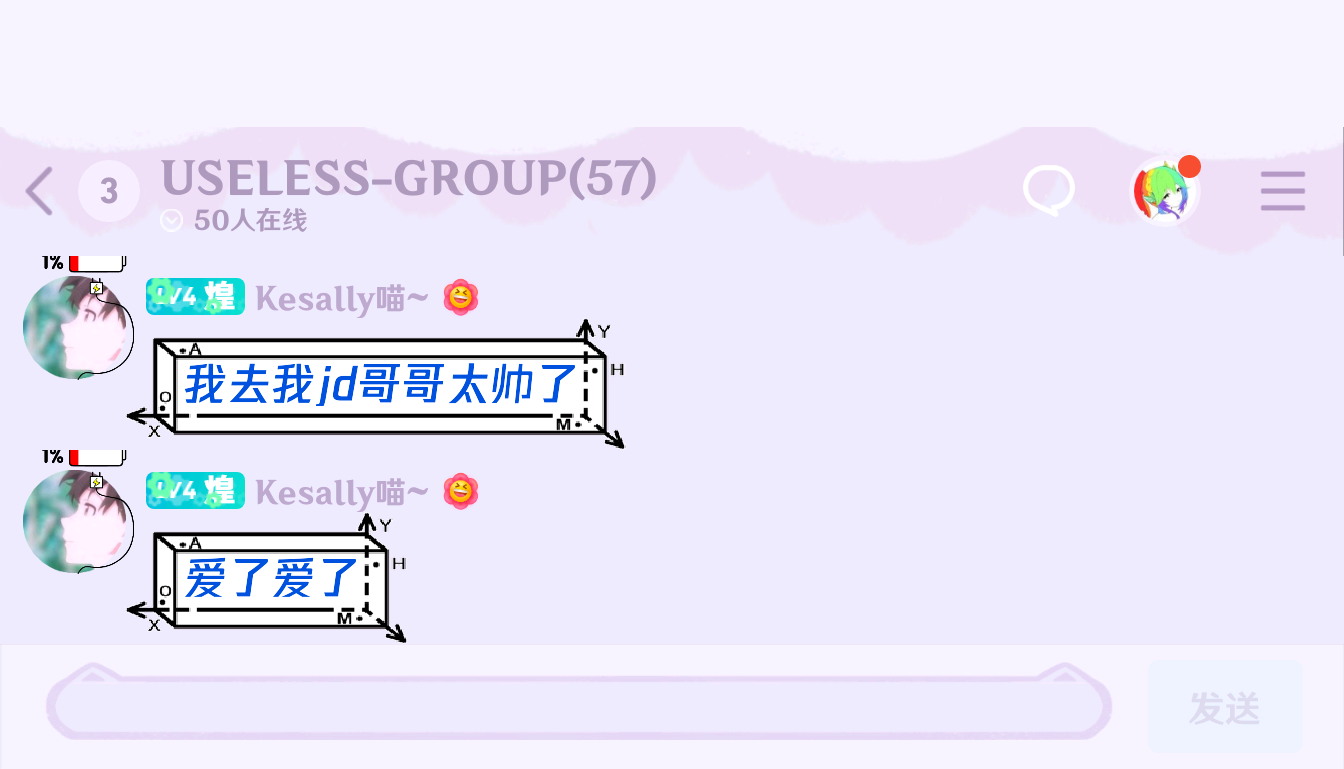 3
USELESS-GROUP(57)
50人在线
1%
LV4 煌 Kesally喵~
Y
A
H
我去我jd哥哥太帅了
O
X
M
1%
LV4 煌 Kesally喵~
Y
A
H
爱了爱了
O
X
M
发送